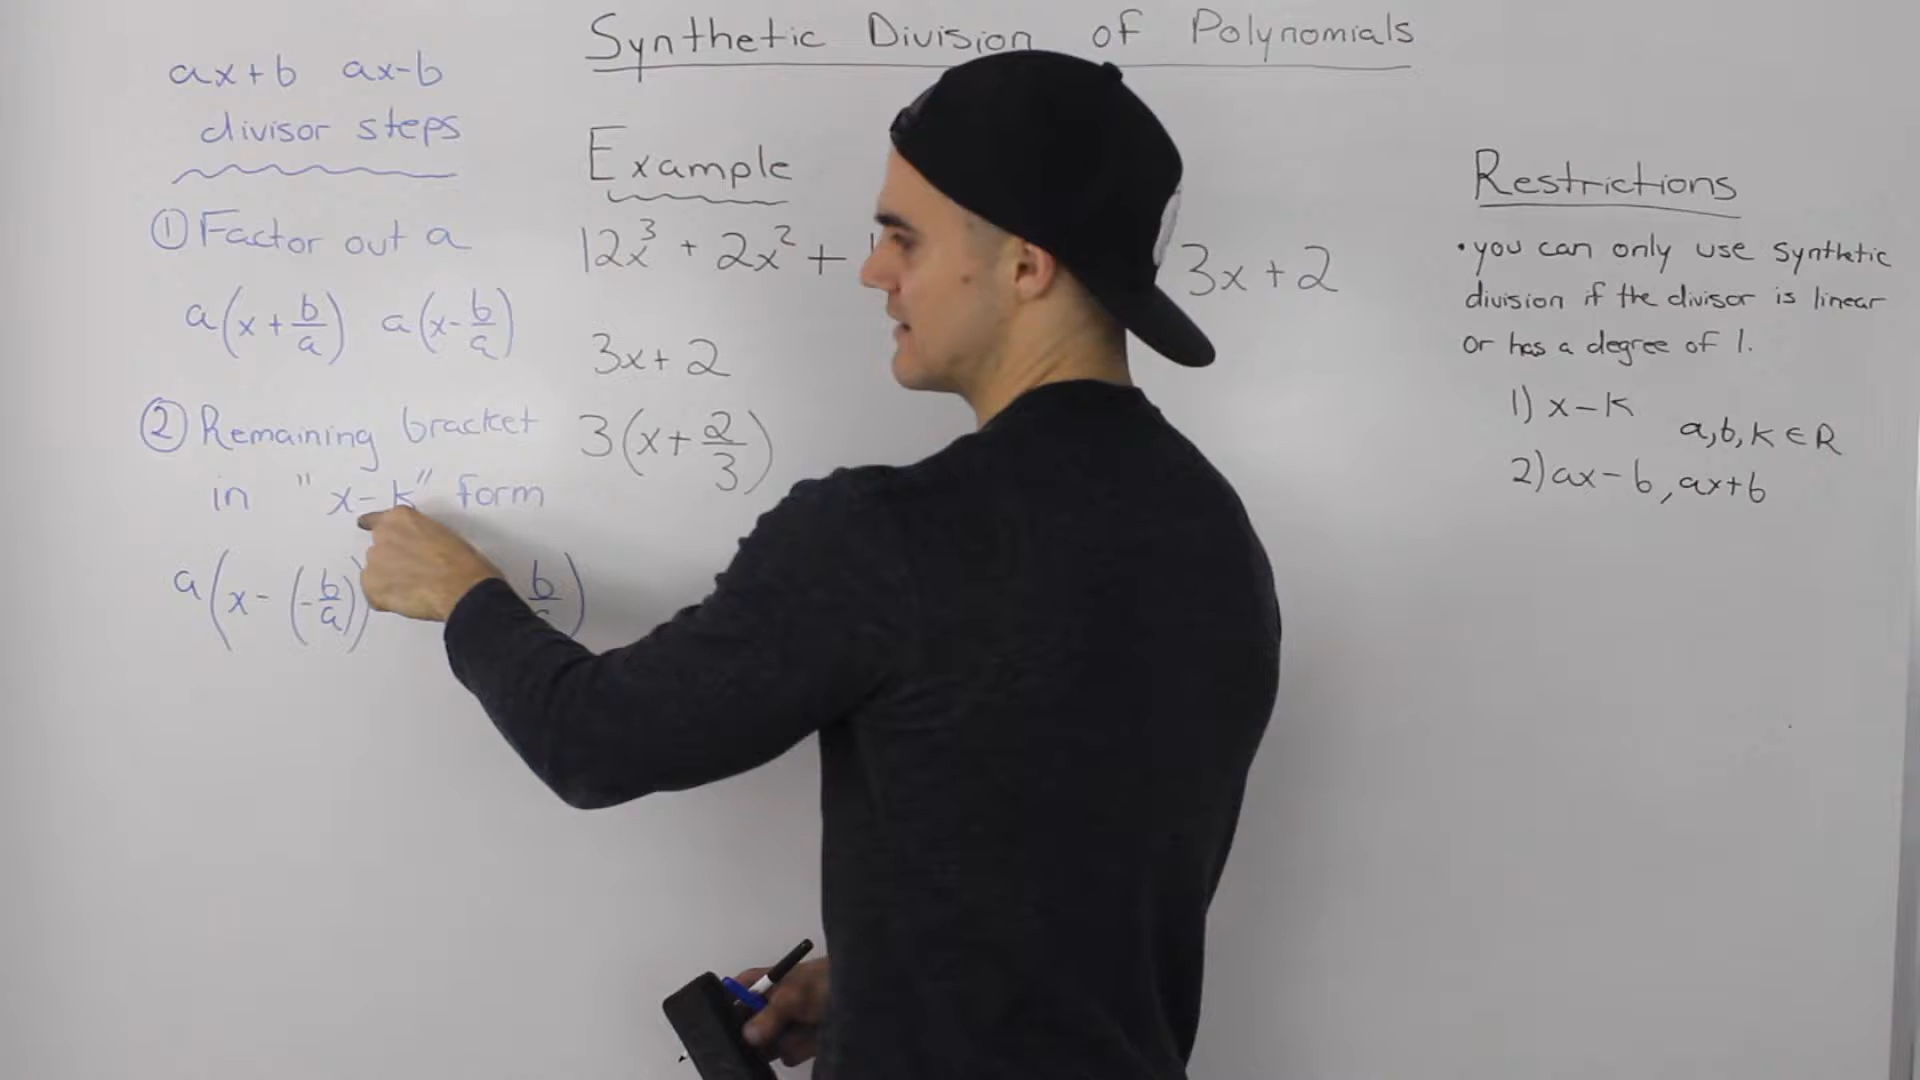 Synthetic Division of Polynomials
ax+b ax-b
divisor steps
① Factor out a
a(x + b/a) a(x - b/a)
② Remaining bracket
in "x-k" form
a(x - (-b/a)) b/a)
Example
12x³ + 2x² + 3x + 2
3x + 2
3(x + 2/3)
Restrictions
• you can only use synthetic
division if the divisor is linear
or has a degree of 1.
1) x - k
a, b, k ∈ R
2) ax - b, ax + b